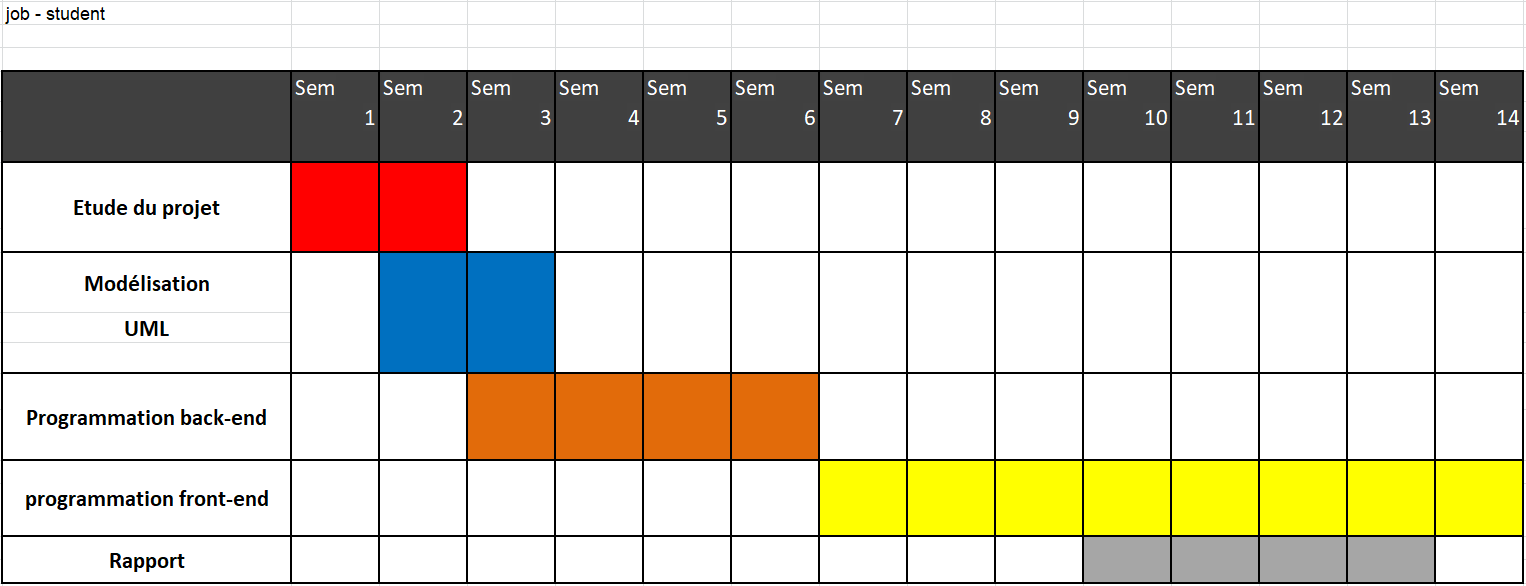 job - student
Sem Sem Sem Sem Sem Sem Sem Sem Sem Sem Sem Sem Sem Sem
1 2 3 4 5 6 7 8 9 10 11 12 13 14
Etude du projet
Modélisation
UML
Programmation back-end
programmation front-end
Rapport